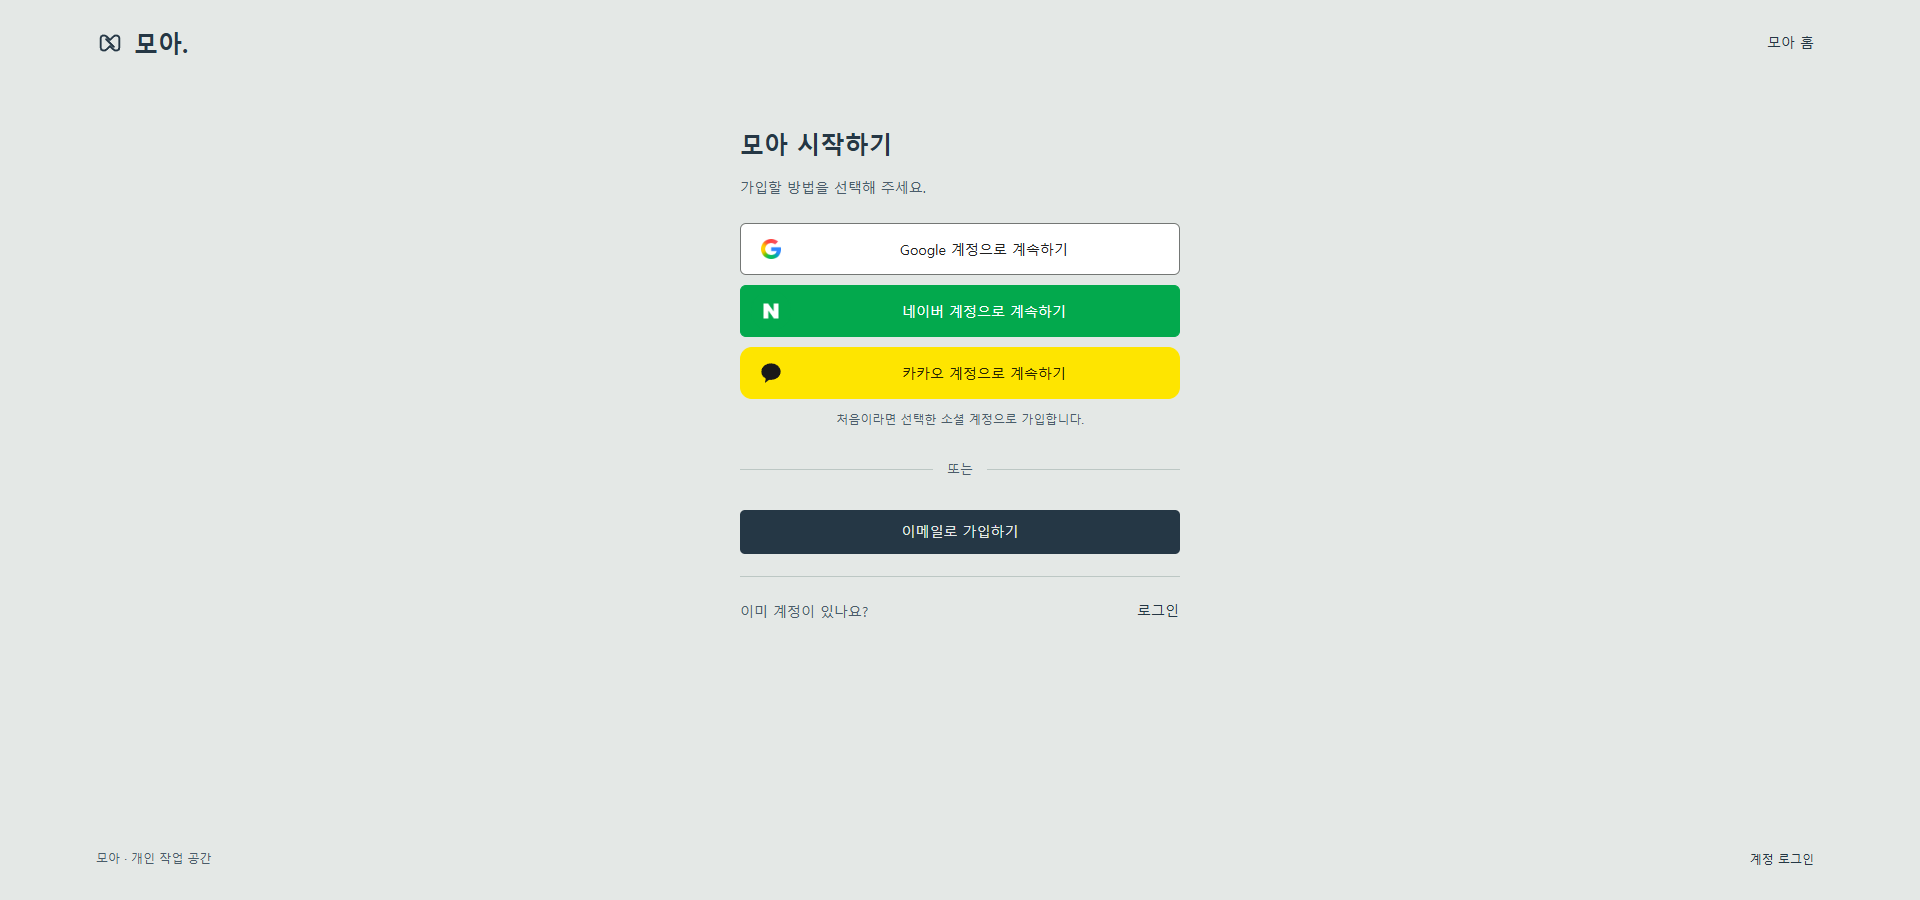 모아.
모아 홈
모아 시작하기
가입할 방법을 선택해 주세요.
Google 계정으로 계속하기
네이버 계정으로 계속하기
카카오 계정으로 계속하기
처음이라면 선택한 소셜 계정으로 가입합니다.
또는
이메일로 가입하기
이미 계정이 있나요?
로그인
모아 · 개인 작업 공간
계정 로그인